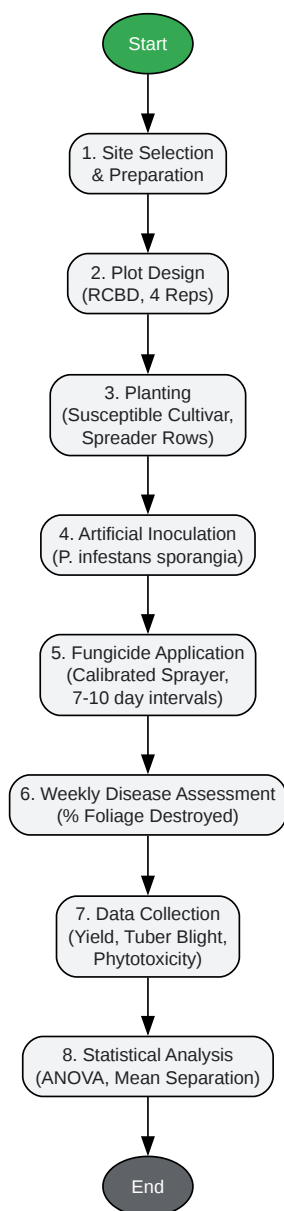 Start
1. Site Selection
& Preparation
2. Plot Design
(RCBD, 4 Reps)
3. Planting
(Susceptible Cultivar,
Spreader Rows)
4. Artificial Inoculation
(P. infestans sporangia)
5. Fungicide Application
(Calibrated Sprayer,
7-10 day intervals)
6. Weekly Disease Assessment
(% Foliage Destroyed)
7. Data Collection
(Yield, Tuber Blight,
Phytotoxicity)
8. Statistical Analysis
(ANOVA, Mean Separation)
End